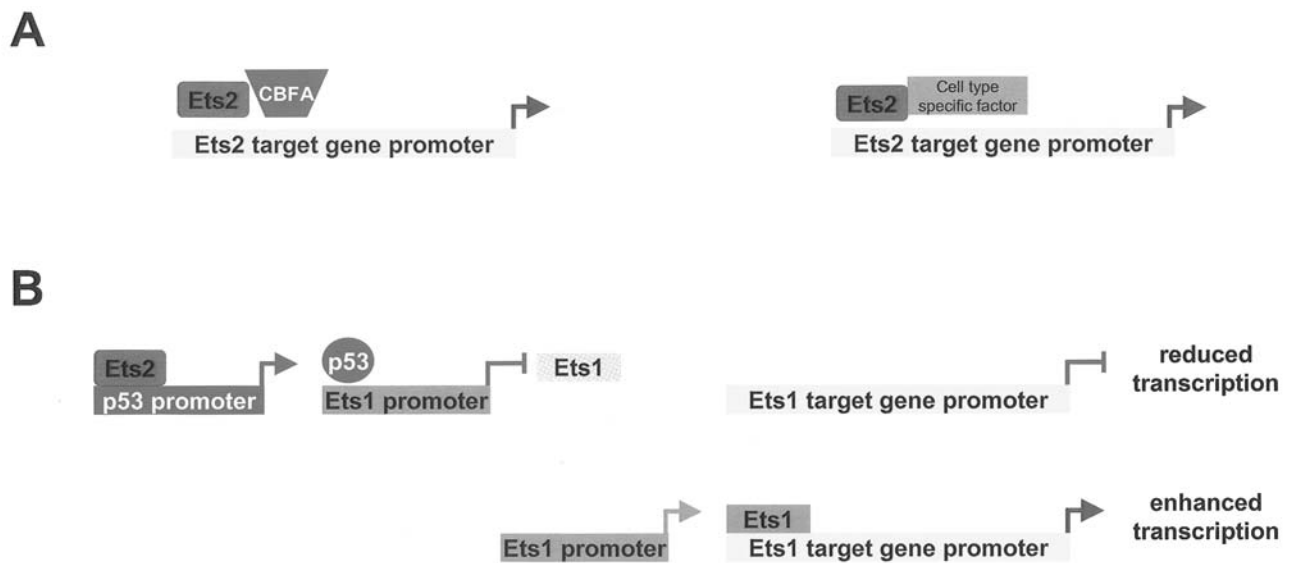 A
Ets2
CBFA
Ets2 target gene promoter
Ets2
Cell type
specific factor
Ets2 target gene promoter
B
Ets2
p53 promoter
p53
Ets1 promoter
Ets1
Ets1 target gene promoter
reduced
transcription
Ets1 promoter
Ets1
Ets1 target gene promoter
enhanced
transcription